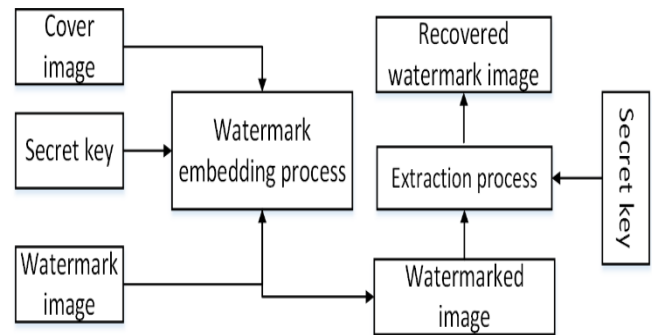 Cover
image
Secret key
Watermark
image
Watermark
embedding process
Recovered
watermark image
Extraction process
Watermarked
image
Secret key